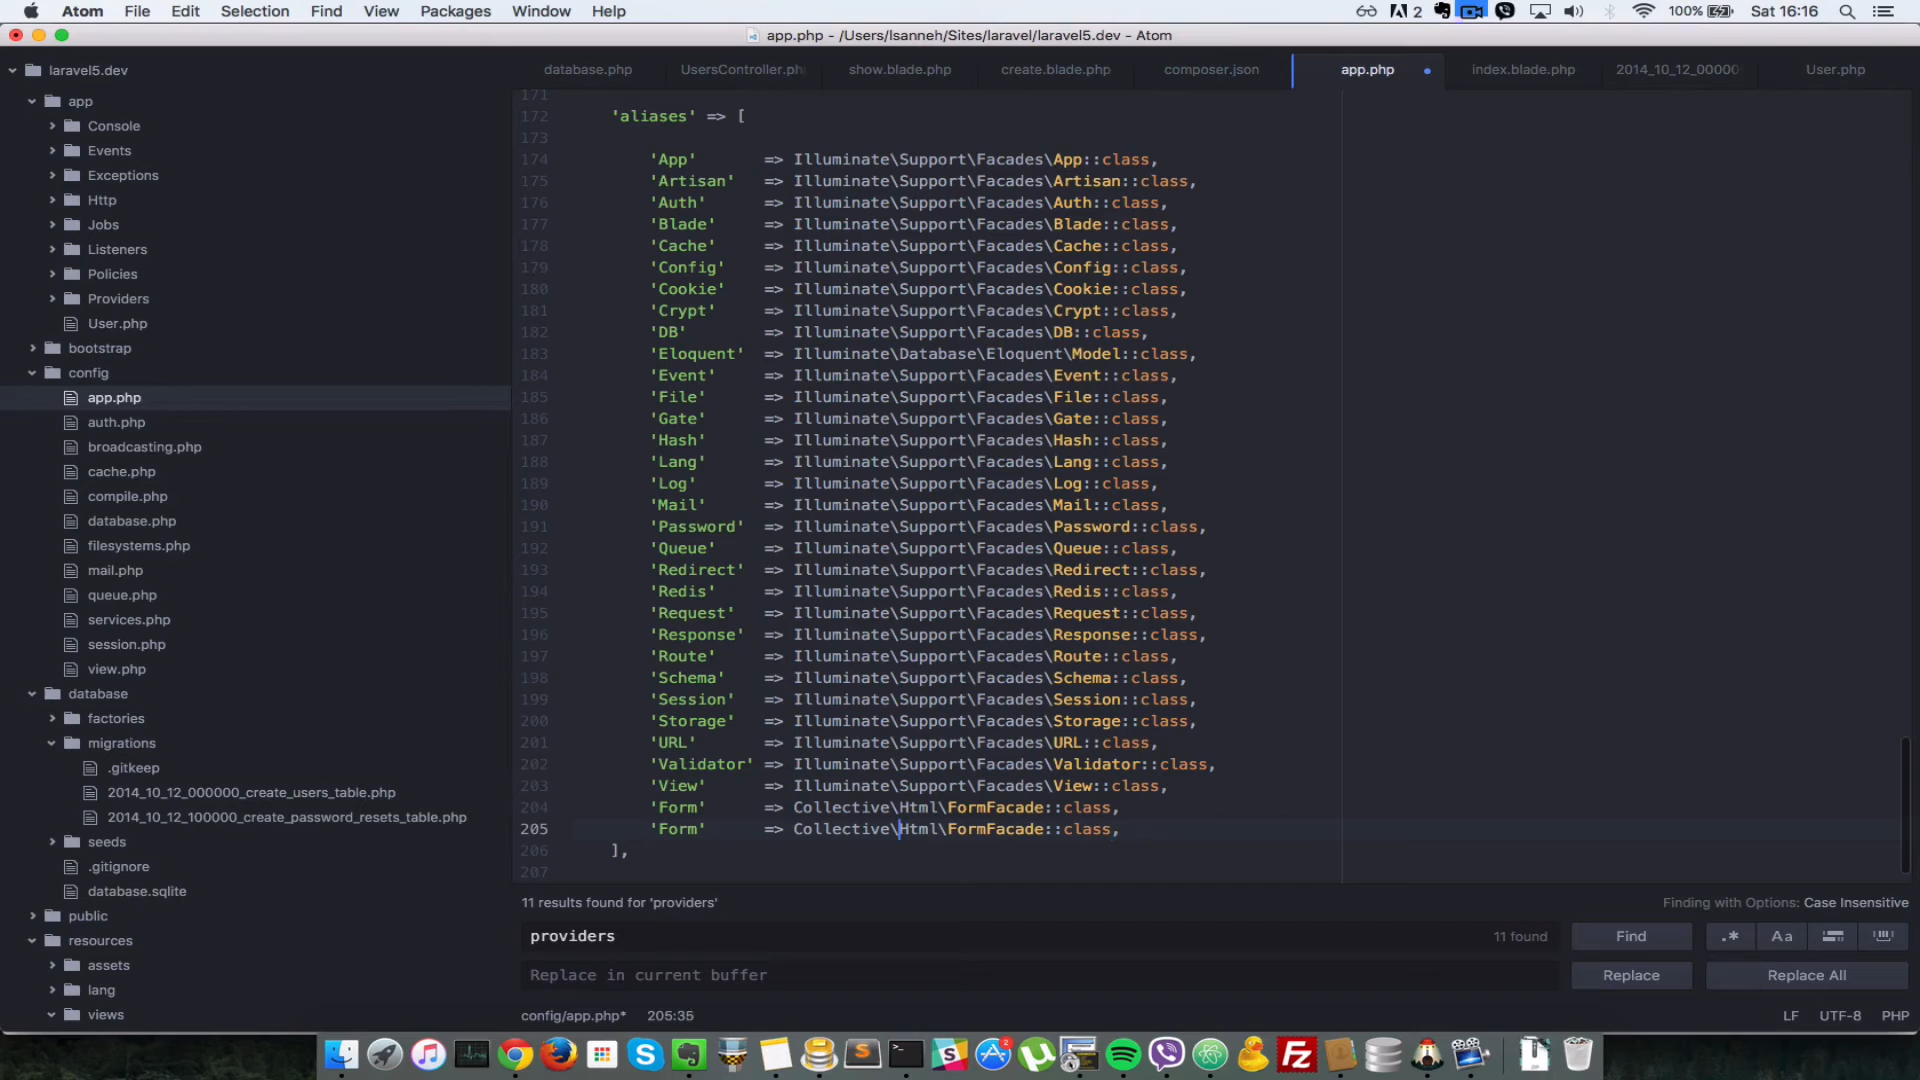 Atom File Edit Selection Find View Packages Window Help 2 100% Sat 16:16
app.php - /Users/lsanneh/Sites/laravel/laravel5.dev - Atom
laravel5.dev
app
Console
Events
Exceptions
Http
Jobs
Listeners
Policies
Providers
User.php
bootstrap
config
app.php
auth.php
broadcasting.php
cache.php
compile.php
database.php
filesystems.php
mail.php
queue.php
services.php
session.php
view.php
database
factories
migrations
.gitkeep
2014_10_12_000000_create_users_table.php
2014_10_12_100000_create_password_resets_table.php
seeds
.gitignore
database.sqlite
public
resources
assets
lang
views
database.php UsersController.ph show.blade.php create.blade.php composer.json app.php index.blade.php 2014_10_12_00000 User.php
171
172 'aliases' => [
173
174 'App' => Illuminate\Support\Facades\App::class,
175 'Artisan' => Illuminate\Support\Facades\Artisan::class,
176 'Auth' => Illuminate\Support\Facades\Auth::class,
177 'Blade' => Illuminate\Support\Facades\Blade::class,
178 'Cache' => Illuminate\Support\Facades\Cache::class,
179 'Config' => Illuminate\Support\Facades\Config::class,
180 'Cookie' => Illuminate\Support\Facades\Cookie::class,
181 'Crypt' => Illuminate\Support\Facades\Crypt::class,
182 'DB' => Illuminate\Support\Facades\DB::class,
183 'Eloquent' => Illuminate\Database\Eloquent\Model::class,
184 'Event' => Illuminate\Support\Facades\Event::class,
185 'File' => Illuminate\Support\Facades\File::class,
186 'Gate' => Illuminate\Support\Facades\Gate::class,
187 'Hash' => Illuminate\Support\Facades\Hash::class,
188 'Lang' => Illuminate\Support\Facades\Lang::class,
189 'Log' => Illuminate\Support\Facades\Log::class,
190 'Mail' => Illuminate\Support\Facades\Mail::class,
191 'Password' => Illuminate\Support\Facades\Password::class,
192 'Queue' => Illuminate\Support\Facades\Queue::class,
193 'Redirect' => Illuminate\Support\Facades\Redirect::class,
194 'Redis' => Illuminate\Support\Facades\Redis::class,
195 'Request' => Illuminate\Support\Facades\Request::class,
196 'Response' => Illuminate\Support\Facades\Response::class,
197 'Route' => Illuminate\Support\Facades\Route::class,
198 'Schema' => Illuminate\Support\Facades\Schema::class,
199 'Session' => Illuminate\Support\Facades\Session::class,
200 'Storage' => Illuminate\Support\Facades\Storage::class,
201 'URL' => Illuminate\Support\Facades\URL::class,
202 'Validator' => Illuminate\Support\Facades\Validator::class,
203 'View' => Illuminate\Support\Facades\View::class,
204 'Form' => Collective\Html\FormFacade::class,
205 'Form' => Collective\Html\FormFacade::class,
206 ],
207
11 results found for 'providers' Finding with Options: Case Insensitive
providers 11 found Find .* Aa
Replace in current buffer Replace Replace All
config/app.php* 205:35 LF UTF-8 PHP